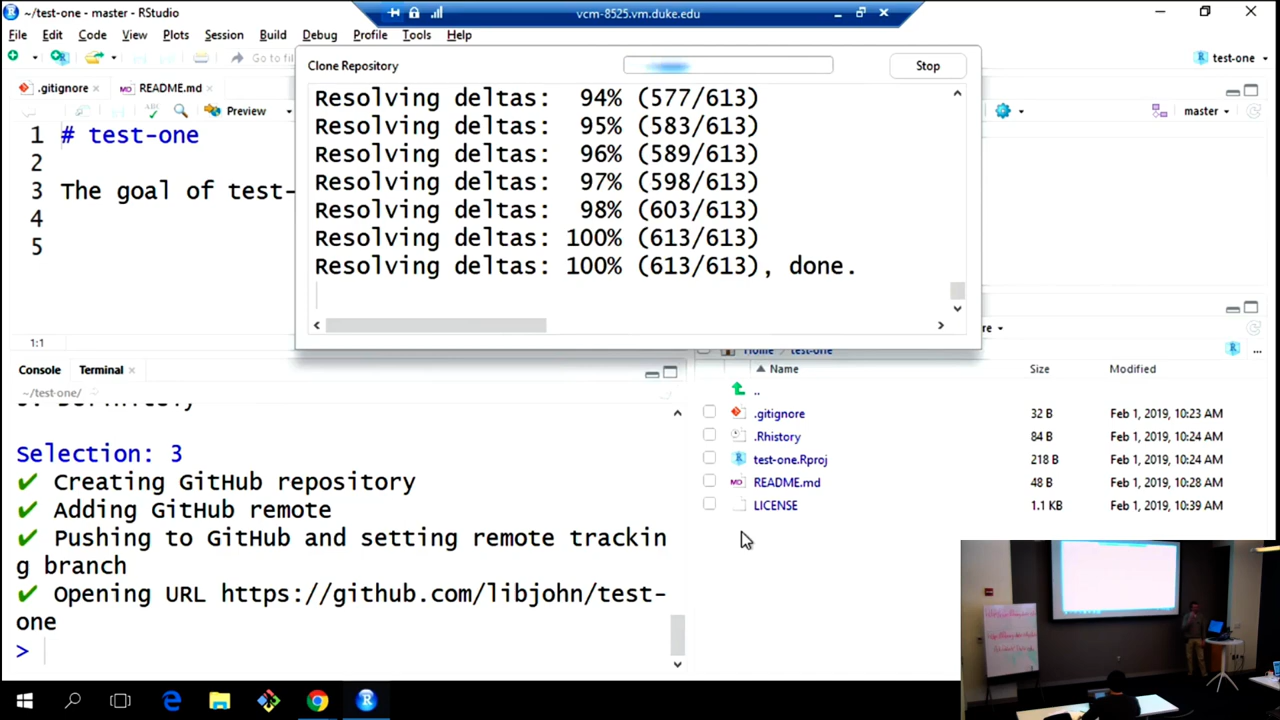 ~/test-one - master - RStudio
vcm-8525.vm.duke.edu
File Edit Code View Plots Session Build Debug Profile Tools Help
Go to fil
test-one
Clone Repository
Stop
.gitignore
README.md
Preview
master
1 # test-one
2
3 The goal of test-
4
5
1:1
Resolving deltas: 94% (577/613)
Resolving deltas: 95% (583/613)
Resolving deltas: 96% (589/613)
Resolving deltas: 97% (598/613)
Resolving deltas: 98% (603/613)
Resolving deltas: 100% (613/613)
Resolving deltas: 100% (613/613), done.
Console Terminal
~/test-one/
Selection: 3
✔ Creating GitHub repository
✔ Adding GitHub remote
✔ Pushing to GitHub and setting remote trackin
g branch
✔ Opening URL https://github.com/libjohn/test-
one
>
re
Home test-one
Name Size Modified
..
.gitignore 32 B Feb 1, 2019, 10:23 AM
.Rhistory 84 B Feb 1, 2019, 10:24 AM
test-one.Rproj 218 B Feb 1, 2019, 10:24 AM
README.md 48 B Feb 1, 2019, 10:28 AM
LICENSE 1.1 KB Feb 1, 2019, 10:39 AM